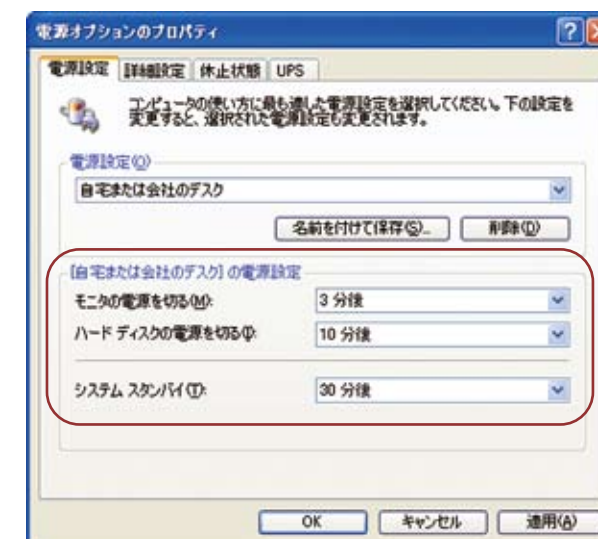 電源オプションのプロパティ
電源設定 詳細設定 休止状態 UPS
コンピュータの使い方に最も適した電源設定を選択してください。下の設定を
変更すると、選択された電源設定も変更されます。
電源設定(O)
自宅または会社のデスク
名前を付けて保存(S)... 削除(D)
[自宅または会社のデスク] の電源設定
モニタの電源を切る(M): 3 分後
ハード ディスクの電源を切る(I): 10 分後
システム スタンバイ(T): 30 分後
OK キャンセル 適用(A)